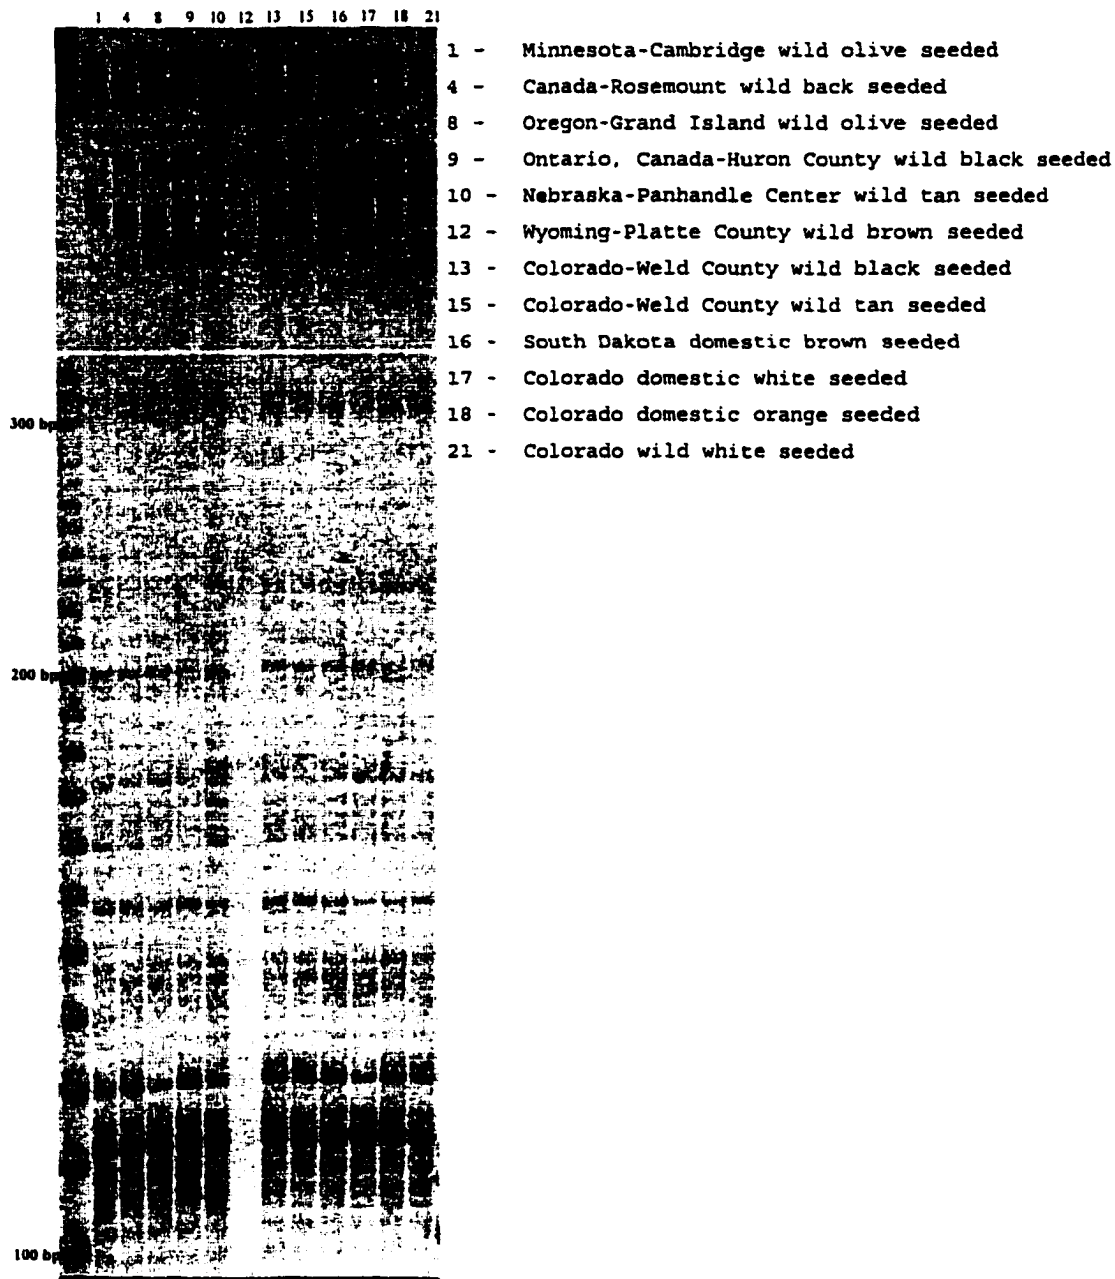 1 4 8 9 10 12 13 15 16 17 18 21
1 - Minnesota-Cambridge wild olive seeded
4 - Canada-Rosemount wild back seeded
8 - Oregon-Grand Island wild olive seeded
9 - Ontario, Canada-Huron County wild black seeded
10 - Nebraska-Panhandle Center wild tan seeded
12 - Wyoming-Platte County wild brown seeded
13 - Colorado-Weld County wild black seeded
15 - Colorado-Weld County wild tan seeded
16 - South Dakota domestic brown seeded
17 - Colorado domestic white seeded
18 - Colorado domestic orange seeded
21 - Colorado wild white seeded
300 bp
200 bp
100 bp